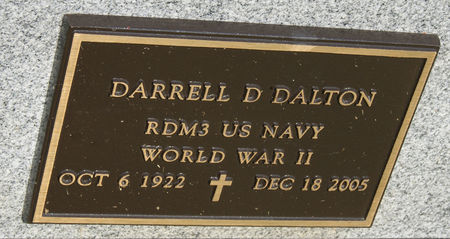 DARRELL D DALTON
RDM3 US NAVY
WORLD WAR II
OCT 6 1922 ✝ DEC 18 2005